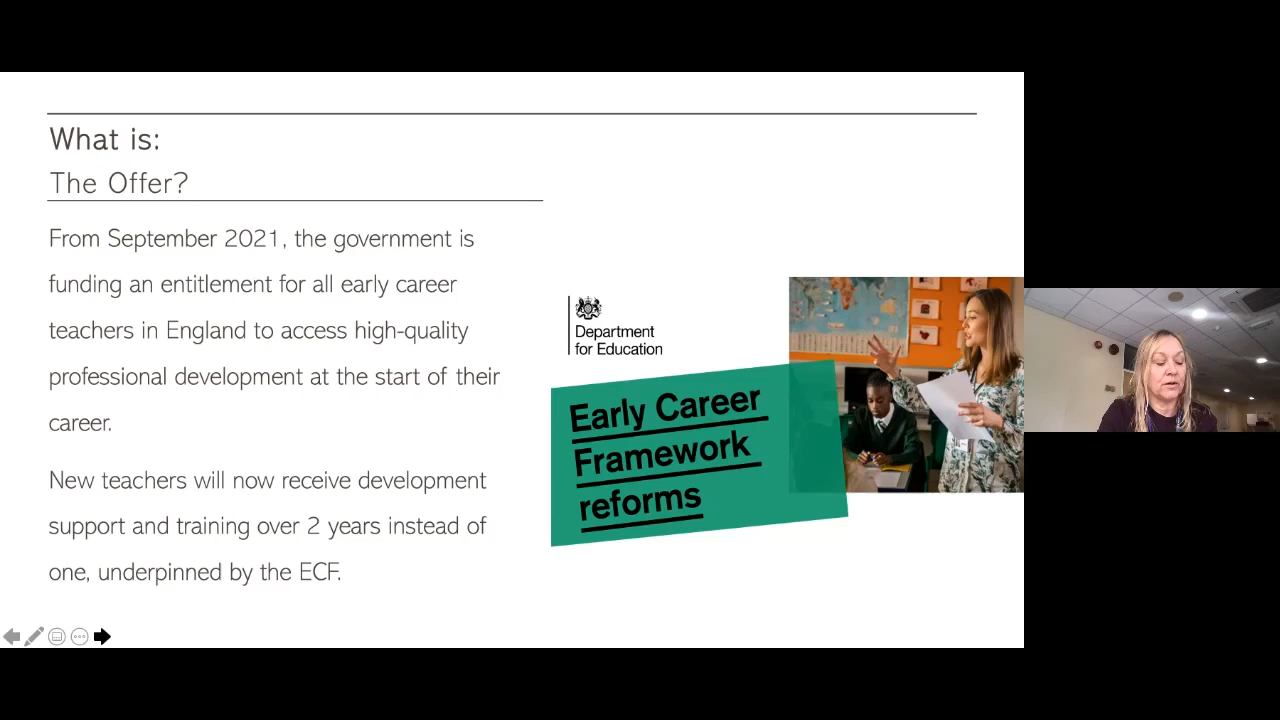 What is:
The Offer?
From September 2021, the government is
funding an entitlement for all early career
teachers in England to access high-quality
professional development at the start of their
career.
New teachers will now receive development
support and training over 2 years instead of
one, underpinned by the ECF.
Department
for Education
Early Career
Framework
reforms